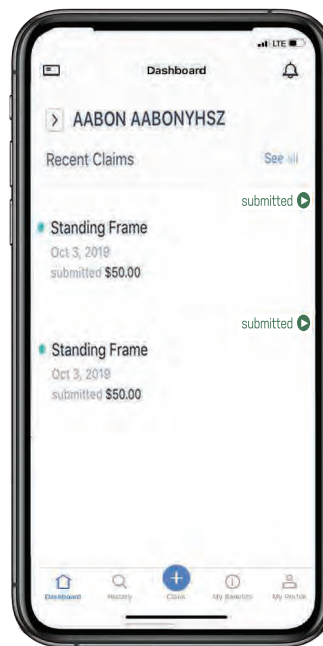 LTE
Dashboard
AABON AABONYHSZ
Recent Claims See all
submitted
Standing Frame
Oct 3, 2019
submitted $50.00
submitted
Standing Frame
Oct 3, 2019
submitted $50.00
Dashboard History Claim My Benefits My Profile